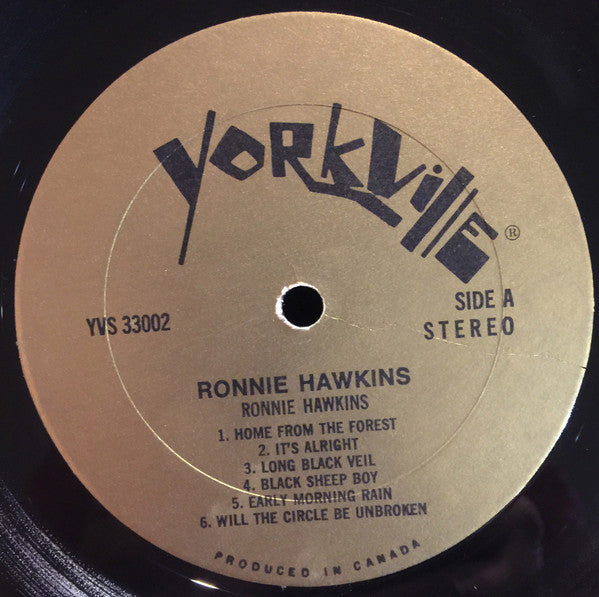 YORKVILLE ®
YVS 33002
SIDE A
STEREO
RONNIE HAWKINS
RONNIE HAWKINS
1. HOME FROM THE FOREST
2. IT'S ALRIGHT
3. LONG BLACK VEIL
4. BLACK SHEEP BOY
5. EARLY MORNING RAIN
6. WILL THE CIRCLE BE UNBROKEN
PRODUCED IN CANADA